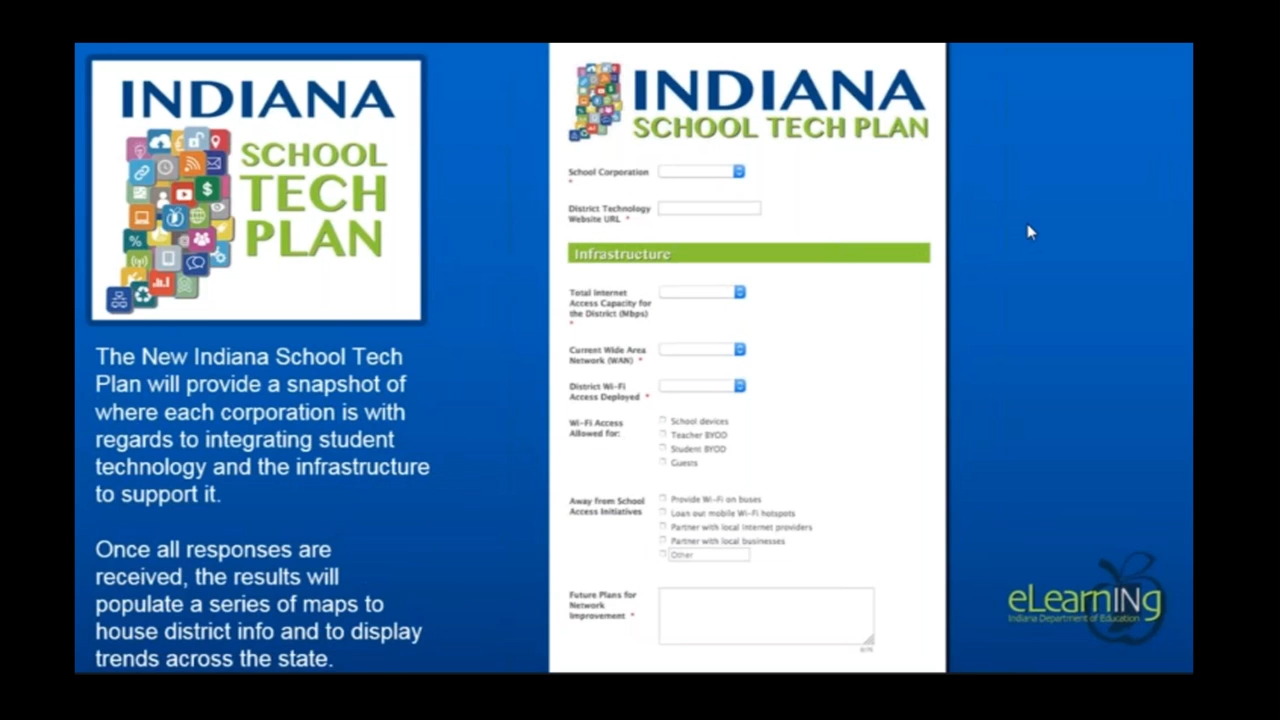 INDIANA
SCHOOL
TECH
PLAN
The New Indiana School Tech
Plan will provide a snapshot of
where each corporation is with
regards to integrating student
technology and the infrastructure
to support it.
Once all responses are
received, the results will
populate a series of maps to
house district info and to display
trends across the state.
INDIANA
SCHOOL TECH PLAN
School Corporation
*
District Technology
Website URL *
Infrastructure
Total Internet
Access Capacity for
the District (Mbps)
*
Current Wide Area
Network (WAN) *
District Wi-Fi
Access Deployed *
Wi-Fi Access
Allowed for:
School devices
Teacher BYOD
Student BYOD
Guests
Away from School
Access Initiatives
Provide Wi-Fi on buses
Loan out mobile Wi-Fi hotspots
Partner with local Internet providers
Partner with local businesses
Other
Future Plans for
Network
Improvement *
eLearnINg
Indiana Department of Education